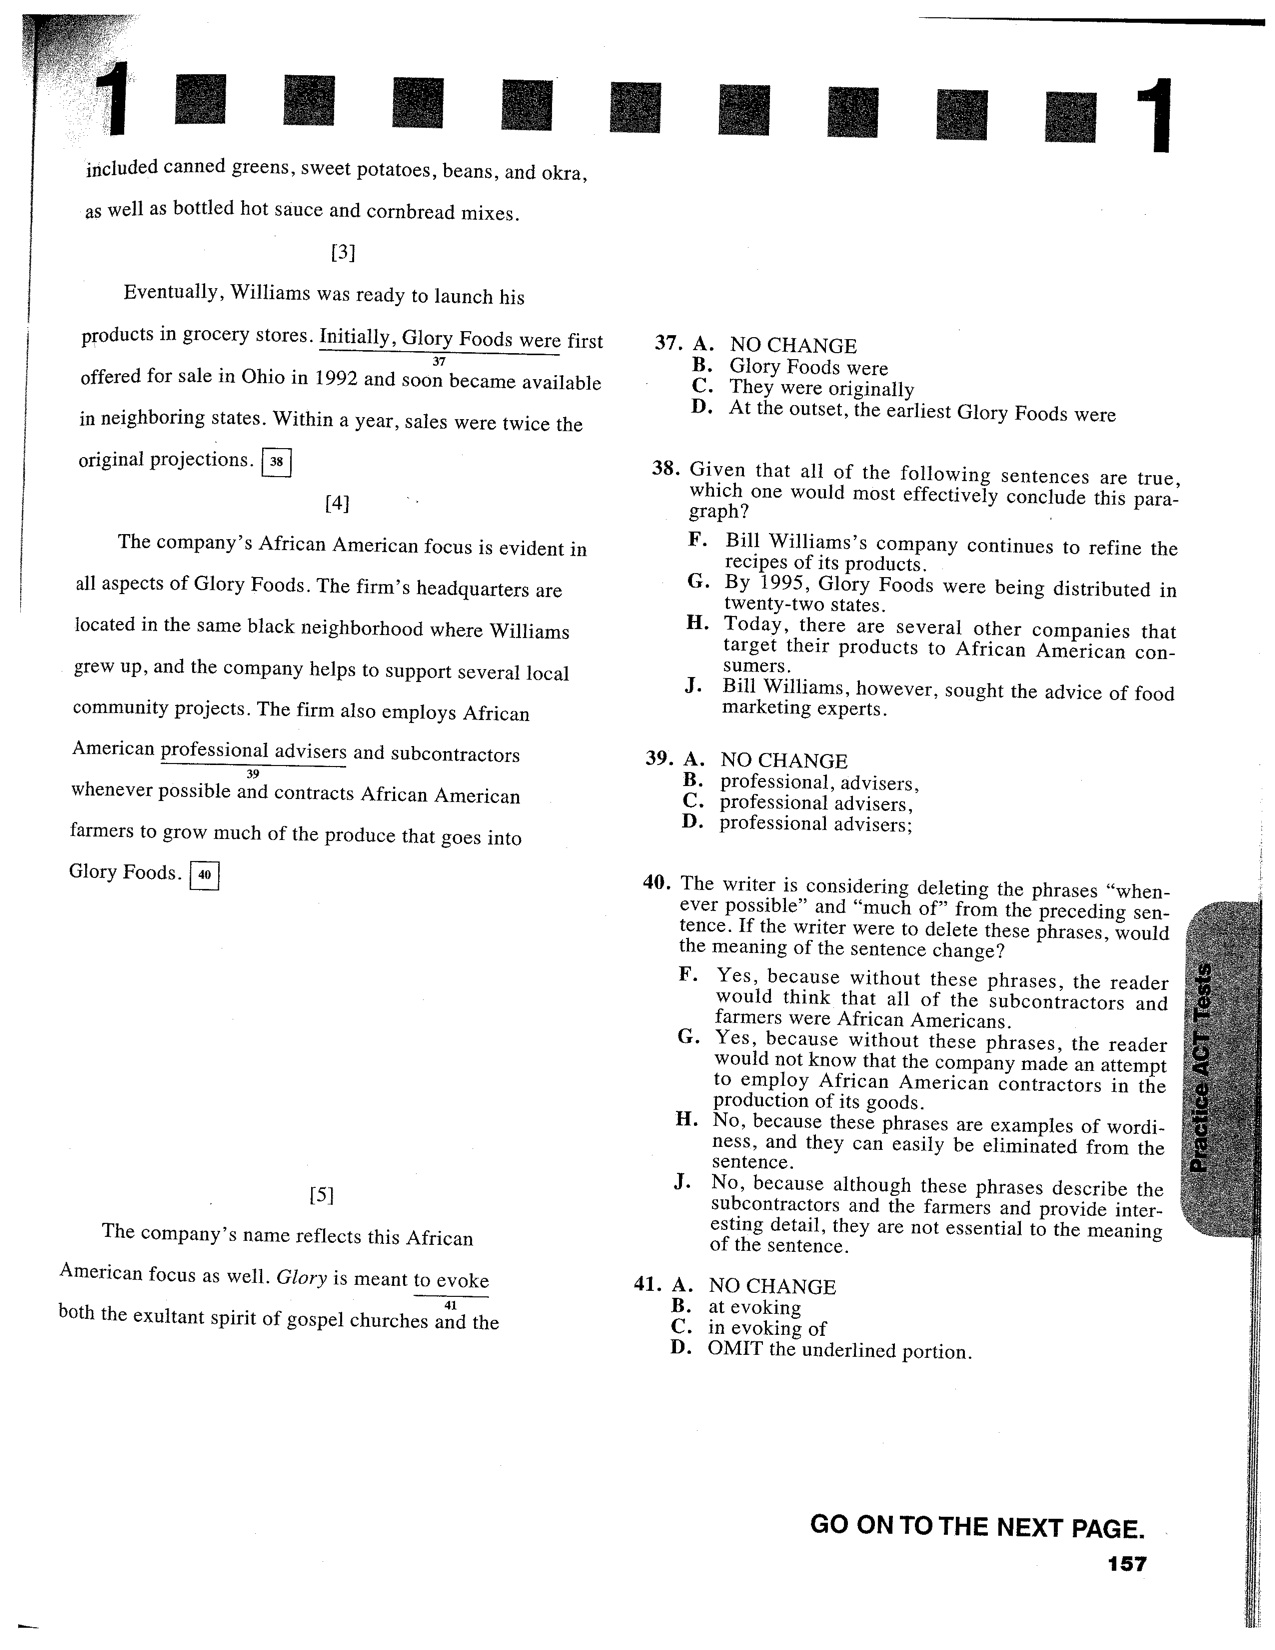 1 1
included canned greens, sweet potatoes, beans, and okra,
as well as bottled hot sauce and cornbread mixes.
[3]
Eventually, Williams was ready to launch his
products in grocery stores. Initially, Glory Foods were first
37
offered for sale in Ohio in 1992 and soon became available
in neighboring states. Within a year, sales were twice the
original projections. 38
[4]
The company's African American focus is evident in
all aspects of Glory Foods. The firm's headquarters are
located in the same black neighborhood where Williams
grew up, and the company helps to support several local
community projects. The firm also employs African
American professional advisers and subcontractors
39
whenever possible and contracts African American
farmers to grow much of the produce that goes into
Glory Foods. 40
[5]
The company's name reflects this African
American focus as well. Glory is meant to evoke
41
both the exultant spirit of gospel churches and the
37. A. NO CHANGE
B. Glory Foods were
C. They were originally
D. At the outset, the earliest Glory Foods were
38. Given that all of the following sentences are true,
which one would most effectively conclude this para-
graph?
F. Bill Williams's company continues to refine the
recipes of its products.
G. By 1995, Glory Foods were being distributed in
twenty-two states.
H. Today, there are several other companies that
target their products to African American con-
sumers.
J. Bill Williams, however, sought the advice of food
marketing experts.
39. A. NO CHANGE
B. professional, advisers,
C. professional advisers,
D. professional advisers;
40. The writer is considering deleting the phrases "when-
ever possible" and "much of" from the preceding sen-
tence. If the writer were to delete these phrases, would
the meaning of the sentence change?
F. Yes, because without these phrases, the reader
would think that all of the subcontractors and
farmers were African Americans.
G. Yes, because without these phrases, the reader
would not know that the company made an attempt
to employ African American contractors in the
production of its goods.
H. No, because these phrases are examples of wordi-
ness, and they can easily be eliminated from the
sentence.
J. No, because although these phrases describe the
subcontractors and the farmers and provide inter-
esting detail, they are not essential to the meaning
of the sentence.
41. A. NO CHANGE
B. at evoking
C. in evoking of
D. OMIT the underlined portion.
Practice ACT Tests
GO ON TO THE NEXT PAGE.
157